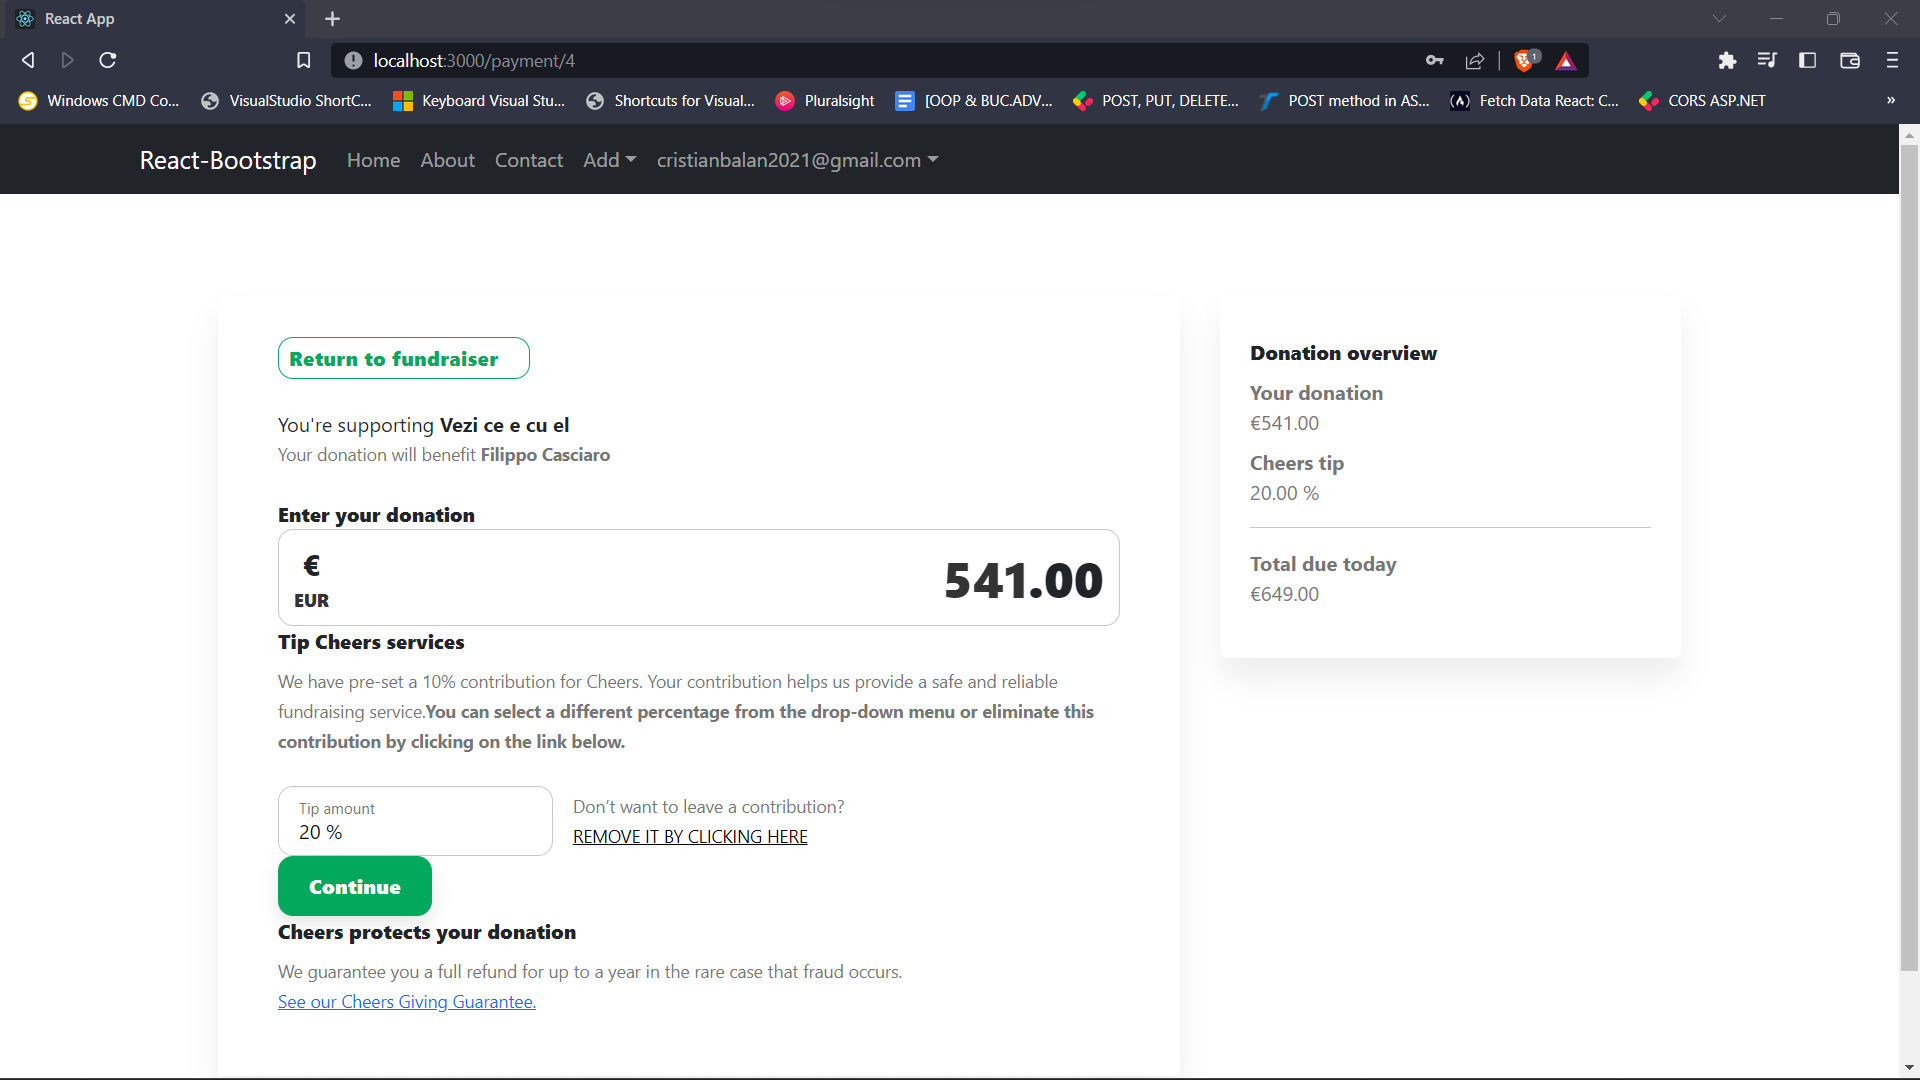 React App
localhost:3000/payment/4
1
Windows CMD Co...
VisualStudio ShortC...
Keyboard Visual Stu...
Shortcuts for Visual...
Pluralsight
[OOP & BUC.ADV...
POST, PUT, DELETE...
POST method in AS...
Fetch Data React: C...
CORS ASP.NET
»
React-Bootstrap
Home
About
Contact
Add
cristianbalan2021@gmail.com
Return to fundraiser
You're supporting Vezi ce e cu el
Your donation will benefit Filippo Casciaro
Enter your donation
€
EUR
541.00
Tip Cheers services
We have pre-set a 10% contribution for Cheers. Your contribution helps us provide a safe and reliable
fundraising service.You can select a different percentage from the drop-down menu or eliminate this
contribution by clicking on the link below.
Tip amount
20 %
Don’t want to leave a contribution?
REMOVE IT BY CLICKING HERE
Continue
Cheers protects your donation
We guarantee you a full refund for up to a year in the rare case that fraud occurs.
See our Cheers Giving Guarantee.
Donation overview
Your donation
€541.00
Cheers tip
20.00 %
Total due today
€649.00